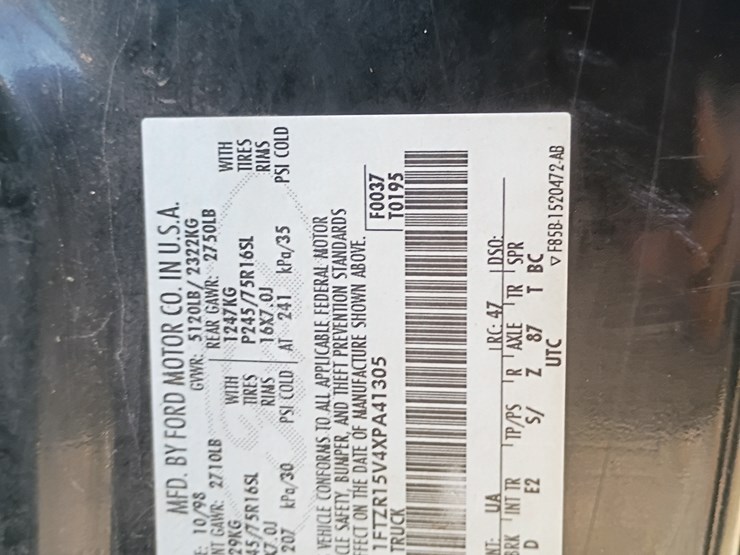 MFD. BY FORD MOTOR CO. IN U.S.A.
10/98 GVWR: 5120LB/ 2322KG
NT GAWR: 2710LB REAR GAWR: 2750LB
29KG WITH 1247KG WITH
45/75R16SL TIRES P245/75R16SL TIRES
X7.0J RIMS 16X7.0J RIMS
207 kPa/30 PSI COLD AT 241 kPa/35 PSI COLD
VEHICLE CONFORMS TO ALL APPLICABLE FEDERAL MOTOR
CLE SAFETY, BUMPER, AND THEFT PREVENTION STANDARDS
FFECT ON THE DATE OF MANUFACTURE SHOWN ABOVE.
F0037
1FTZR15V4XPA41305 T0195
TRUCK
NT: UA RC: 47 DSO:
BRK INT TR TP/PS R AXLE TR SPR
D E2 S/ Z 87 T BC
UTC ▽F85B-1520472-AB